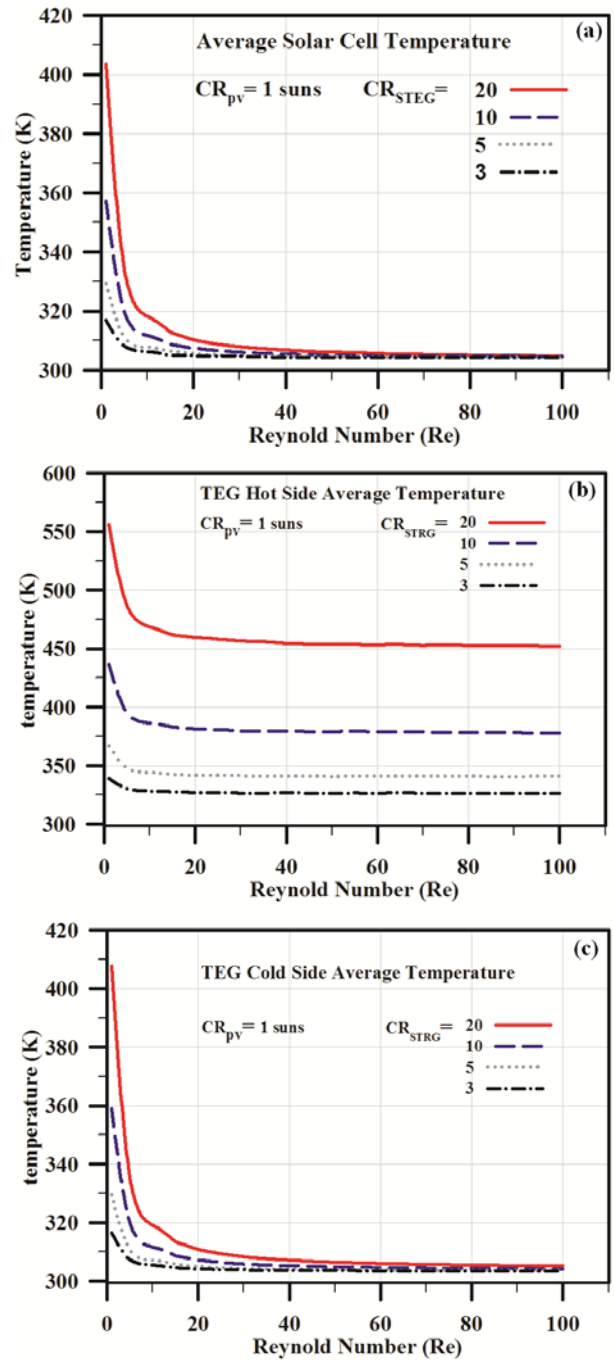 (a)
Average Solar Cell Temperature
CRpv= 1 suns CRSTEG= 20
10
5
3
420
400
380
360
340
320
300
Temperature (K)
0 20 40 60 80 100
Reynold Number (Re)
(b)
TEG Hot Side Average Temperature
CRpv= 1 suns CRSTRG= 20
10
5
3
600
550
500
450
400
350
300
temperature (K)
0 20 40 60 80 100
Reynold Number (Re)
(c)
TEG Cold Side Average Temperature
CRpv= 1 suns CRSTRG= 20
10
5
3
420
400
380
360
340
320
300
temperature (K)
0 20 40 60 80 100
Reynold Number (Re)